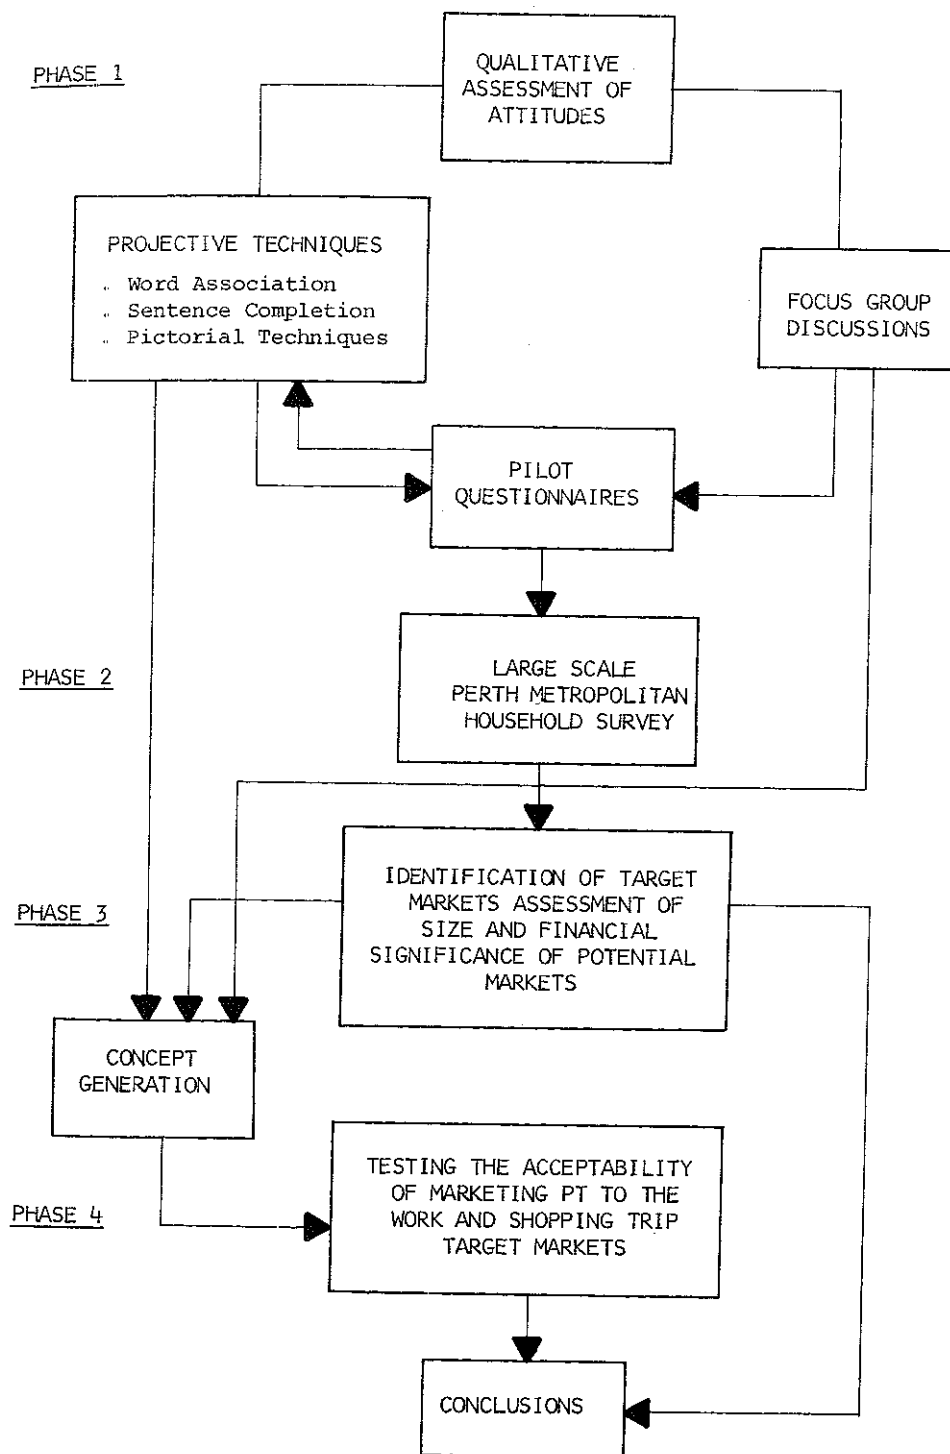 PHASE 1
QUALITATIVE
ASSESSMENT OF
ATTITUDES
PROJECTIVE TECHNIQUES
. Word Association
. Sentence Completion
. Pictorial Techniques
FOCUS GROUP
DISCUSSIONS
PILOT
QUESTIONNAIRES
PHASE 2
LARGE SCALE
PERTH METROPOLITAN
HOUSEHOLD SURVEY
PHASE 3
IDENTIFICATION OF TARGET
MARKETS ASSESSMENT OF
SIZE AND FINANCIAL
SIGNIFICANCE OF POTENTIAL
MARKETS
CONCEPT
GENERATION
PHASE 4
TESTING THE ACCEPTABILITY
OF MARKETING PT TO THE
WORK AND SHOPPING TRIP
TARGET MARKETS
CONCLUSIONS